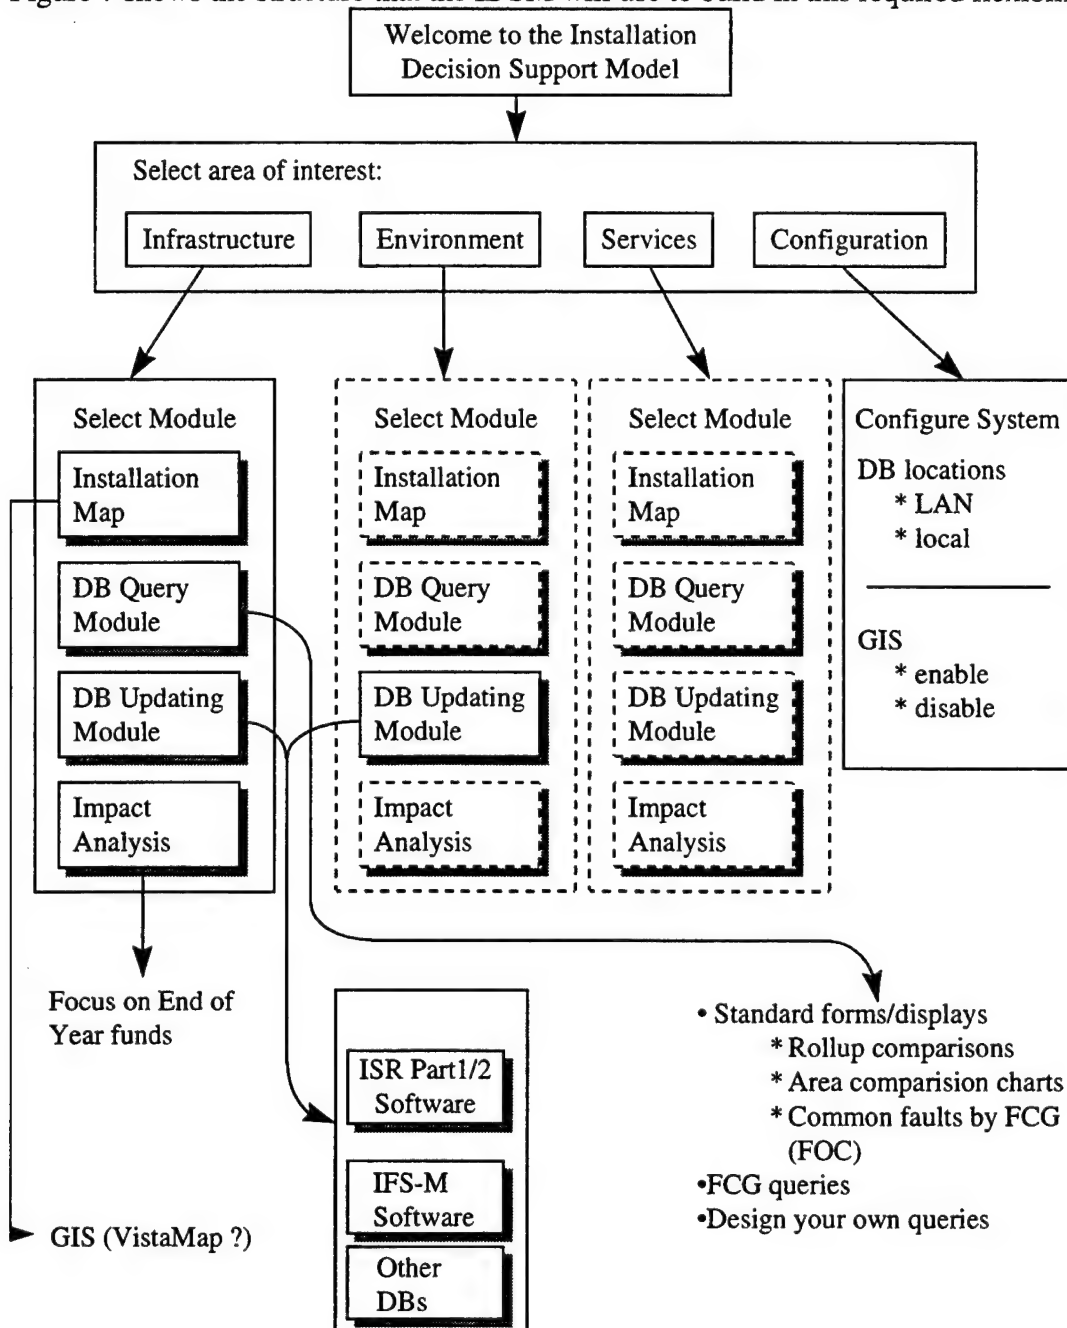 Welcome to the Installation
Decision Support Model
Select area of interest:
Infrastructure
Environment
Services
Configuration
Select Module
Installation
Map
DB Query
Module
DB Updating
Module
Impact
Analysis
Select Module
Installation
Map
DB Query
Module
DB Updating
Module
Impact
Analysis
Select Module
Installation
Map
DB Query
Module
DB Updating
Module
Impact
Analysis
Configure System
DB locations
* LAN
* local
GIS
* enable
* disable
Focus on End of
Year funds
ISR Part1/2
Software
IFS-M
Software
Other
DBs
• Standard forms/displays
* Rollup comparisons
* Area comparision charts
* Common faults by FCG
(FOC)
•FCG queries
•Design your own queries
GIS (VistaMap ?)